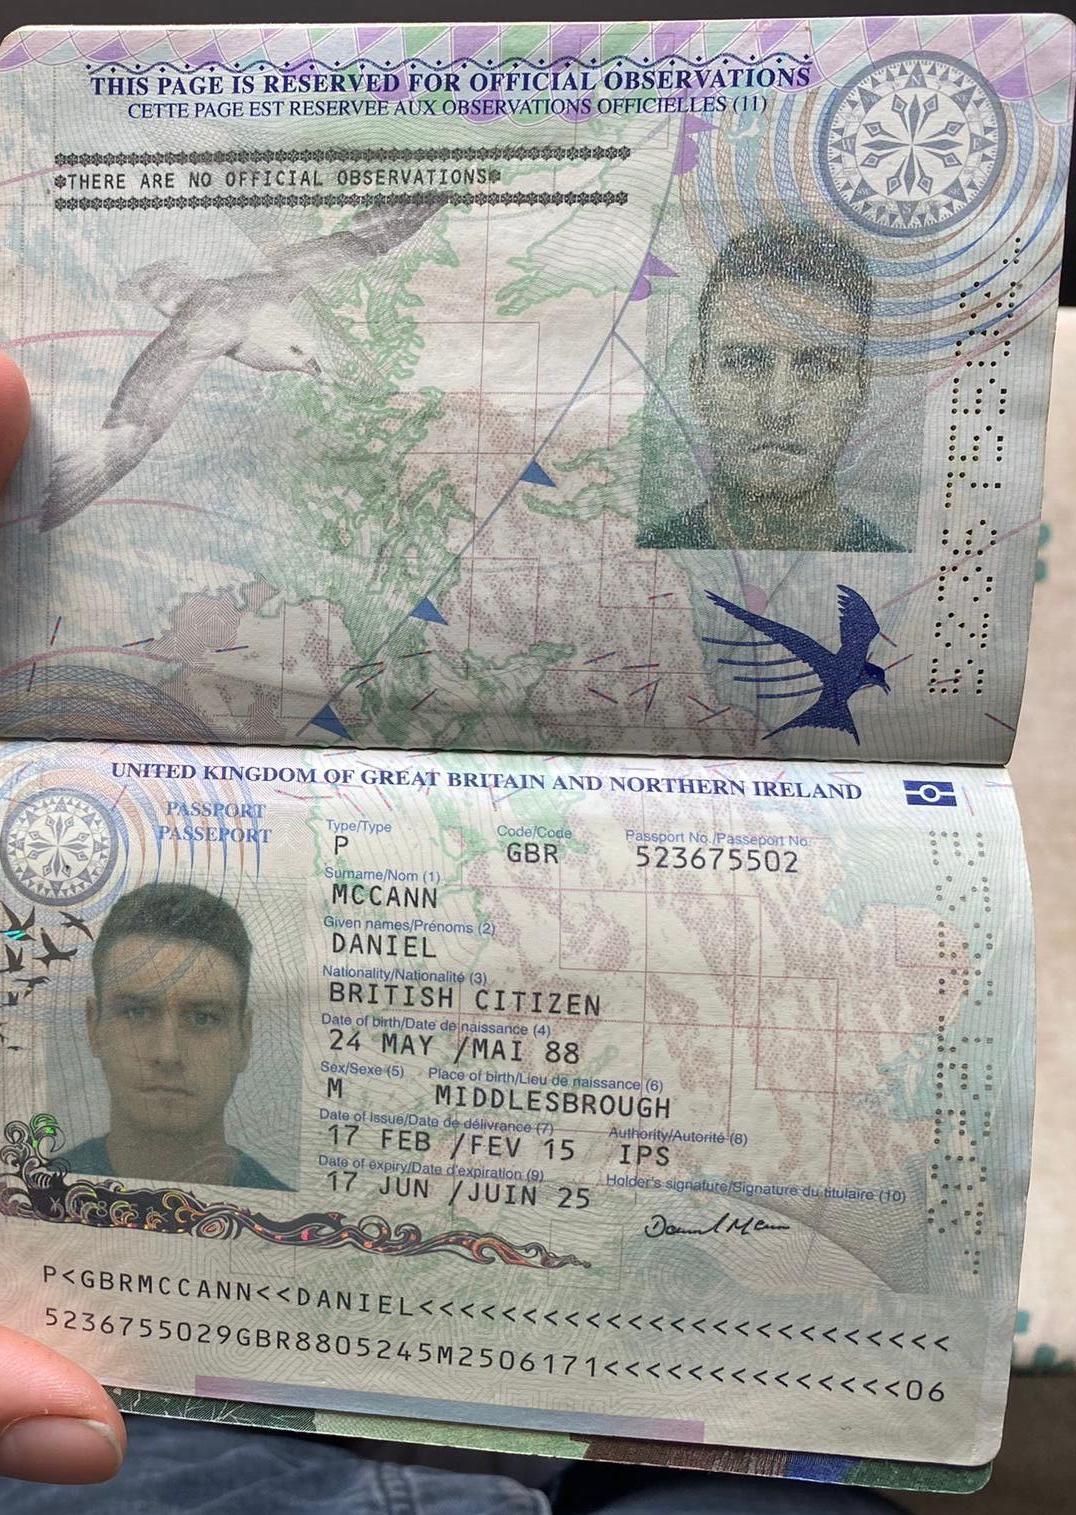 THIS PAGE IS RESERVED FOR OFFICIAL OBSERVATIONS
CETTE PAGE EST RESERVEE AUX OBSERVATIONS OFFICIELLES (11)
*THERE ARE NO OFFICIAL OBSERVATIONS*
UNITED KINGDOM OF GREAT BRITAIN AND NORTHERN IRELAND
PASSPORT
PASSEPORT
Type/Type Code/Code Passport No./Passeport No.
P GBR 523675502
Surname/Nom (1)
MCCANN
Given names/Prénoms (2)
DANIEL
Nationality/Nationalité (3)
BRITISH CITIZEN
Date of birth/Date de naissance (4)
24 MAY /MAI 88
Sex/Sexe (5) Place of birth/Lieu de naissance (6)
M MIDDLESBROUGH
Date of issue/Date de délivrance (7) Authority/Autorité (8)
17 FEB /FEV 15 IPS
Date of expiry/Date d'expiration (9) Holder's signature/Signature du titulaire (10)
17 JUN /JUIN 25
P<GBRMCCANN<<DANIEL<<<<<<<<<<<<<<<<<<<<<<<<<
5236755029GBR8805245M2506171<<<<<<<<<<<<<<06